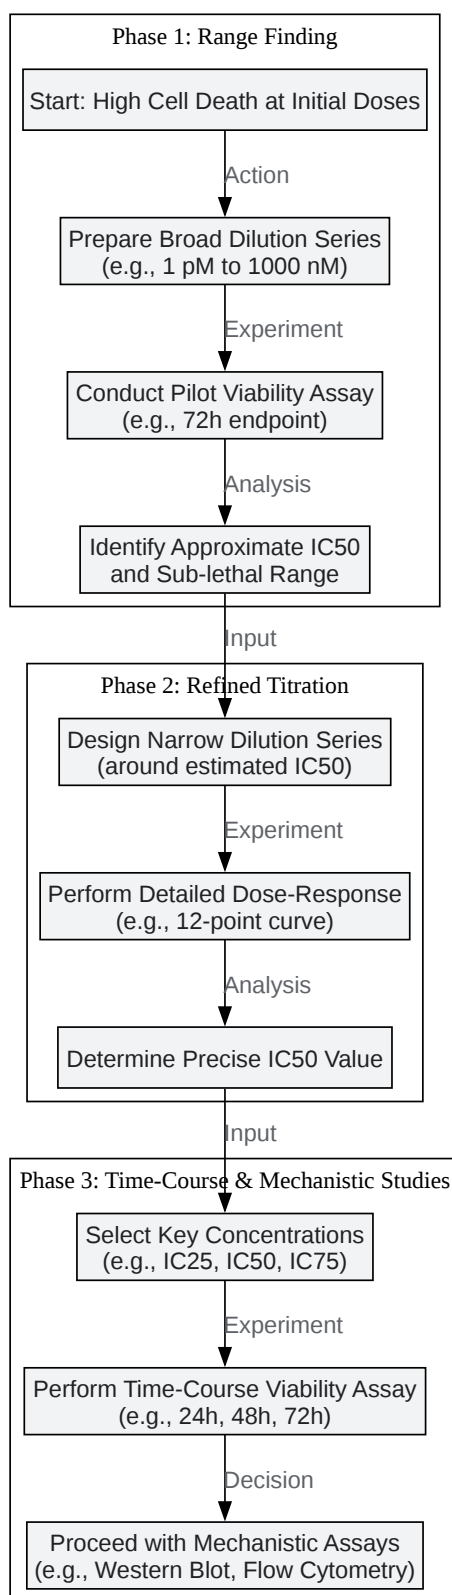 Phase 1: Range Finding
Start: High Cell Death at Initial Doses
Action
Prepare Broad Dilution Series
(e.g., 1 pM to 1000 nM)
Experiment
Conduct Pilot Viability Assay
(e.g., 72h endpoint)
Analysis
Identify Approximate IC50
and Sub-lethal Range
Input
Phase 2: Refined Titration
Design Narrow Dilution Series
(around estimated IC50)
Experiment
Perform Detailed Dose-Response
(e.g., 12-point curve)
Analysis
Determine Precise IC50 Value
Input
Phase 3: Time-Course & Mechanistic Studies
Select Key Concentrations
(e.g., IC25, IC50, IC75)
Experiment
Perform Time-Course Viability Assay
(e.g., 24h, 48h, 72h)
Decision
Proceed with Mechanistic Assays
(e.g., Western Blot, Flow Cytometry)